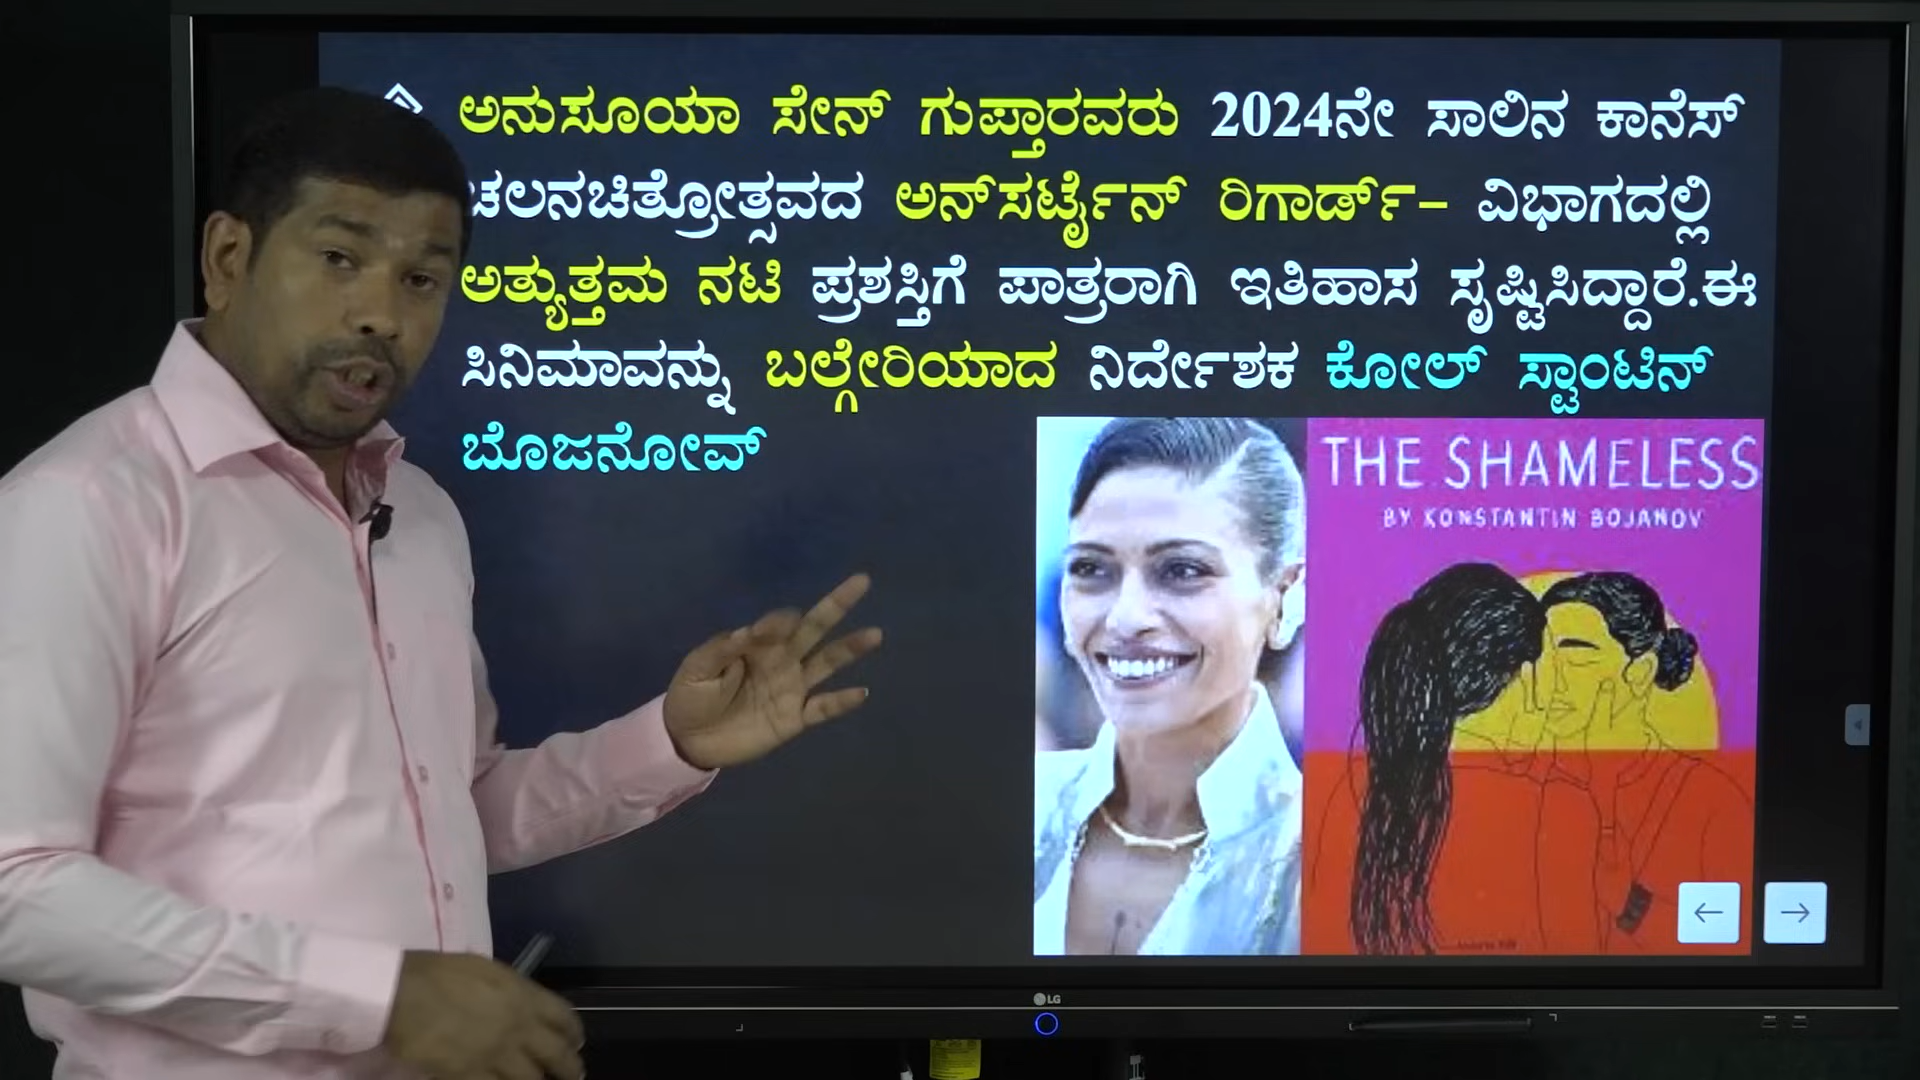 ಅನುಸೂಯಾ ಸೇನ್ ಗುಪ್ತಾರವರು 2024ನೇ ಸಾಲಿನ ಕಾನೆಸ್
ಚಲನಚಿತ್ರೋತ್ಸವದ ಅನ್‌ಸರ್ಟೈನ್ ರಿಗಾರ್ಡ್– ವಿಭಾಗದಲ್ಲಿ
ಅತ್ಯುತ್ತಮ ನಟಿ ಪ್ರಶಸ್ತಿಗೆ ಪಾತ್ರರಾಗಿ ಇತಿಹಾಸ ಸೃಷ್ಟಿಸಿದ್ದಾರೆ.ಈ
ಸಿನಿಮಾವನ್ನು ಬಲ್ಗೇರಿಯಾದ ನಿರ್ದೇಶಕ ಕೋಲ್ ಸ್ಟಾಂಟಿನ್
ಬೊಜನೋವ್
THE SHAMELESS
BY KONSTANTIN BOJANOV
LG